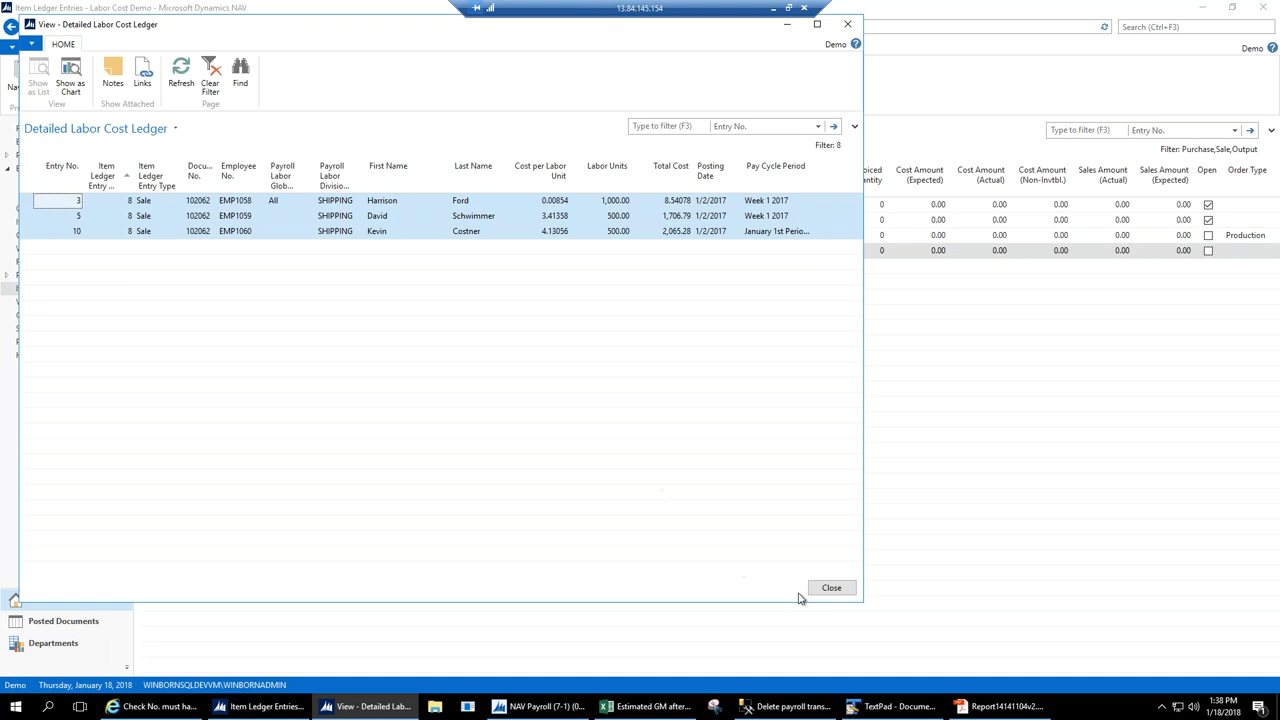 Item Ledger Entries - Labor Cost Demo - Microsoft Dynamics NAV
13.84.145.154
View - Detailed Labor Cost Ledger
Search (Ctrl+F3)
HOME
Demo
Demo
Show as List
Show as Chart
Notes
Links
Refresh
Clear Filter
Find
View
Show Attached
Page
Detailed Labor Cost Ledger
Type to filter (F3)
Entry No.
Type to filter (F3)
Entry No.
Filter: 8
Filter: Purchase,Sale,Output
Entry No. Item Ledger Entry ... Item Ledger Entry Type Docu... No. Employee No. Payroll Labor Glob... Payroll Labor Divisio... First Name Last Name Cost per Labor Unit Labor Units Total Cost Posting Date Pay Cycle Period
Cost Amount (Expected) Cost Amount (Actual) Cost Amount (Non-Invtbl.) Sales Amount (Actual) Sales Amount (Expected) Open Order Type
3 8 Sale 102062 EMP1058 All SHIPPING Harrison Ford 0.00854 1,000.00 8.54078 1/2/2017 Week 1 2017
0 0.00 0.00 0.00 0.00 0.00
5 8 Sale 102062 EMP1059 SHIPPING David Schwimmer 3.41358 500.00 1,706.79 1/2/2017 Week 1 2017
0 0.00 0.00 0.00 0.00 0.00
10 8 Sale 102062 EMP1060 SHIPPING Kevin Costner 4.13056 500.00 2,065.28 1/2/2017 January 1st Perio...
0 0.00 0.00 0.00 0.00 0.00 Production
0 0.00 0.00 0.00 0.00 0.00
Close
Posted Documents
Departments
Demo Thursday, January 18, 2018 WINBORNSQLDEVVM\WINBORNADMIN
Check No. must ha...
Item Ledger Entries...
View - Detailed Lab...
NAV Payroll (7-1) (0...
Estimated GM after...
Delete payroll trans...
TextPad - Docume...
Report14141104v2....
1:38 PM
1/18/2018